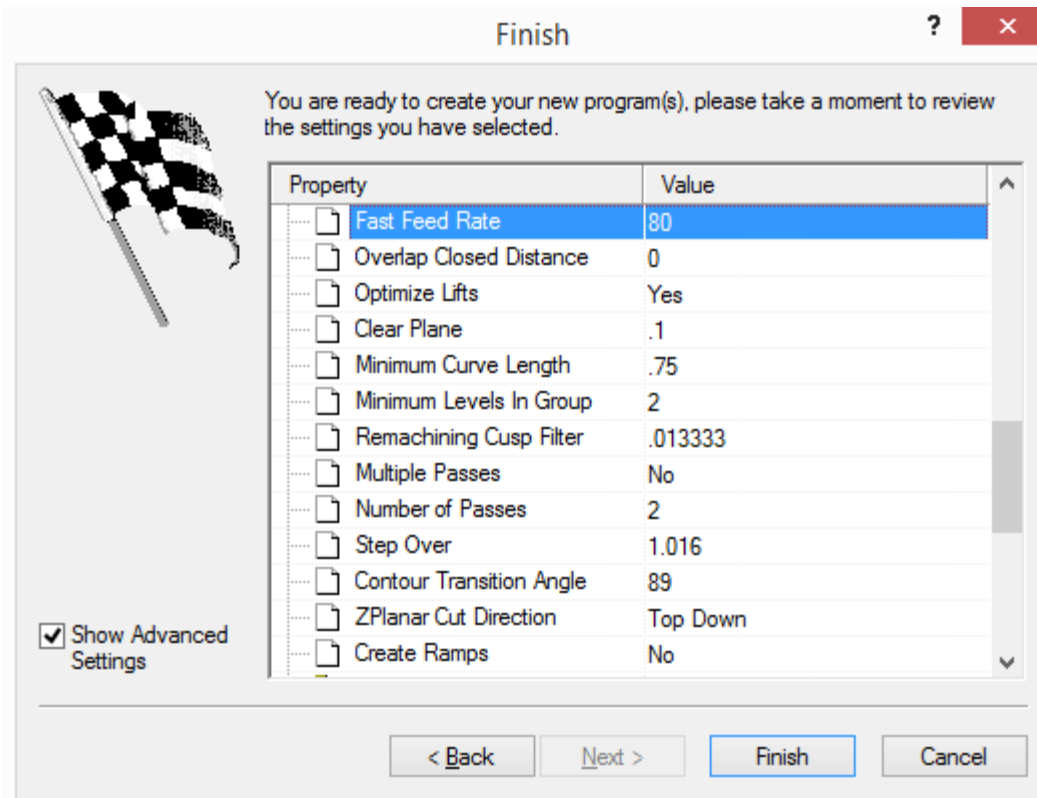 Finish
?
You are ready to create your new program(s), please take a moment to review
the settings you have selected.
Property Value
Fast Feed Rate 80
Overlap Closed Distance 0
Optimize Lifts Yes
Clear Plane .1
Minimum Curve Length .75
Minimum Levels In Group 2
Remachining Cusp Filter .013333
Multiple Passes No
Number of Passes 2
Step Over 1.016
Contour Transition Angle 89
ZPlanar Cut Direction Top Down
Create Ramps No
Show Advanced
Settings
< Back Next > Finish Cancel